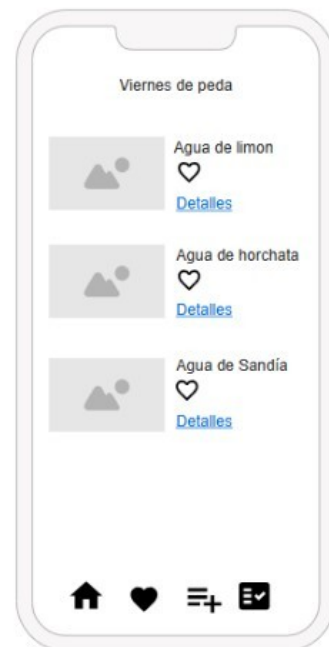 Viernes de peda
Agua de limon
Detalles
Agua de horchata
Detalles
Agua de Sandía
Detalles